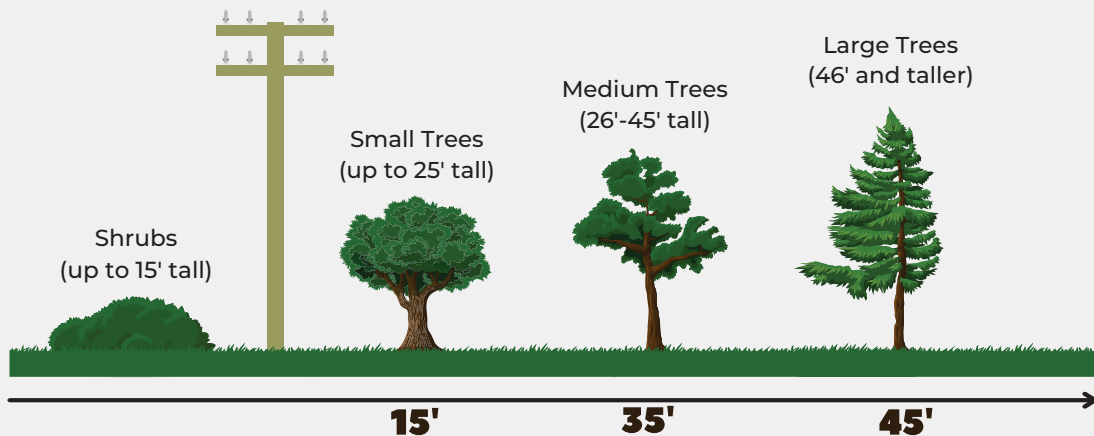 Shrubs
(up to 15' tall)
Small Trees
(up to 25' tall)
Medium Trees
(26'-45' tall)
Large Trees
(46' and taller)
15'
35'
45'